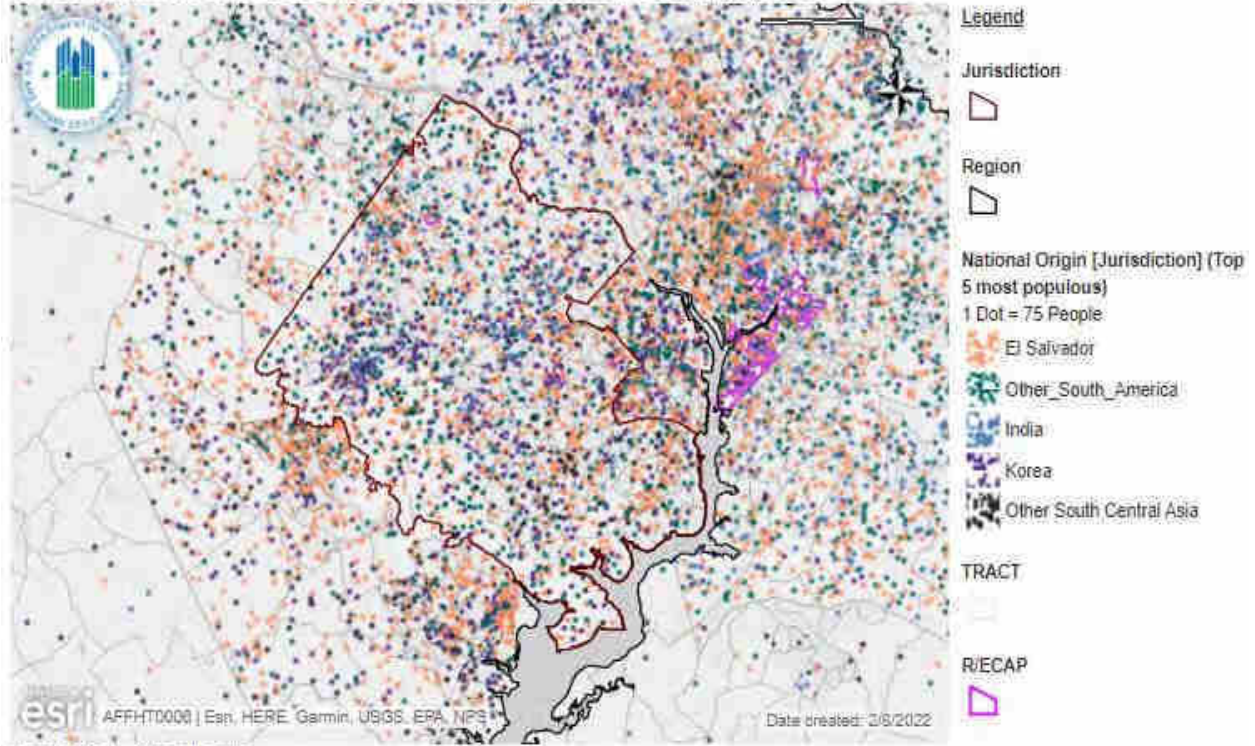 Legend
Jurisdiction
Region
National Origin [Jurisdiction] (Top
5 most populous)
1 Dot = 75 People
El Salvador
Other_South_America
India
Korea
Other South Central Asia
TRACT
R/ECAP
esri
AFFHT0006 | Esri, HERE, Garmin, USGS, EPA, NPS
Date created: 2/8/2022